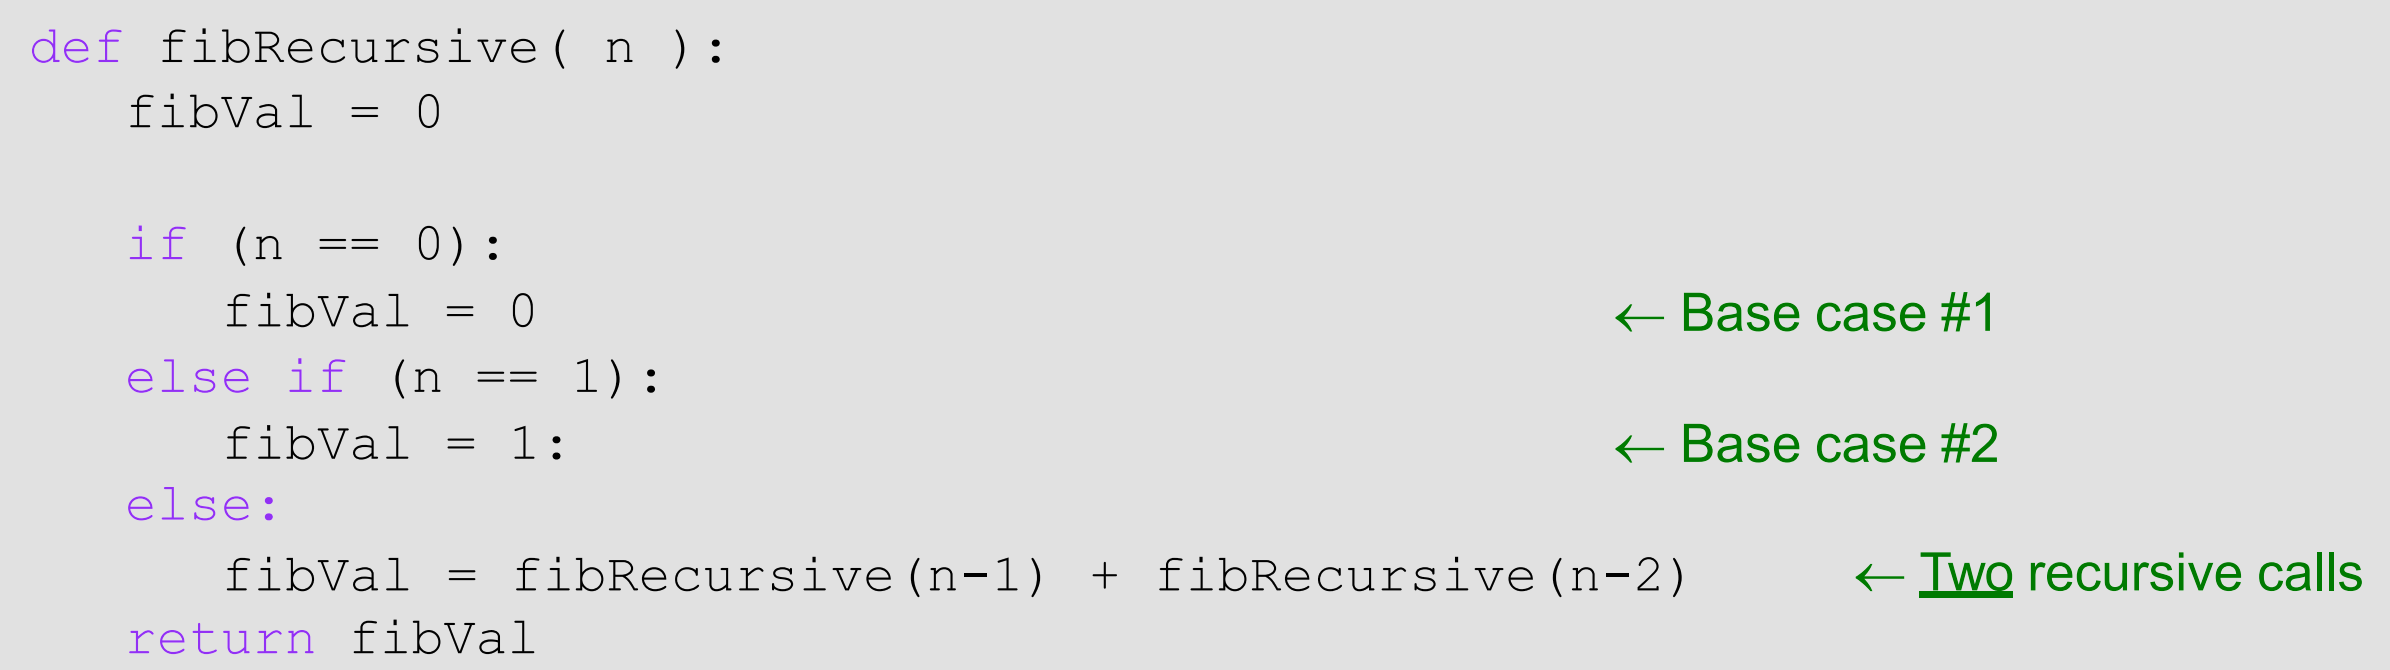 def fibRecursive( n ):
fibVal = 0
if (n == 0):
fibVal = 0 ← Base case #1
else if (n == 1):
fibVal = 1: ← Base case #2
else:
fibVal = fibRecursive(n-1) + fibRecursive(n-2) ← Two recursive calls
return fibVal